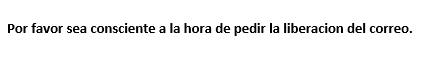 Por favor sea consciente a la hora de pedir la liberacion del correo.